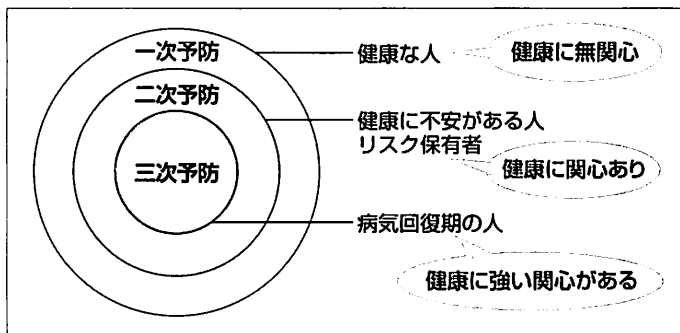 一次予防
健康な人
健康に無関心
二次予防
健康に不安がある人
リスク保有者
健康に関心あり
三次予防
病気回復期の人
健康に強い関心がある